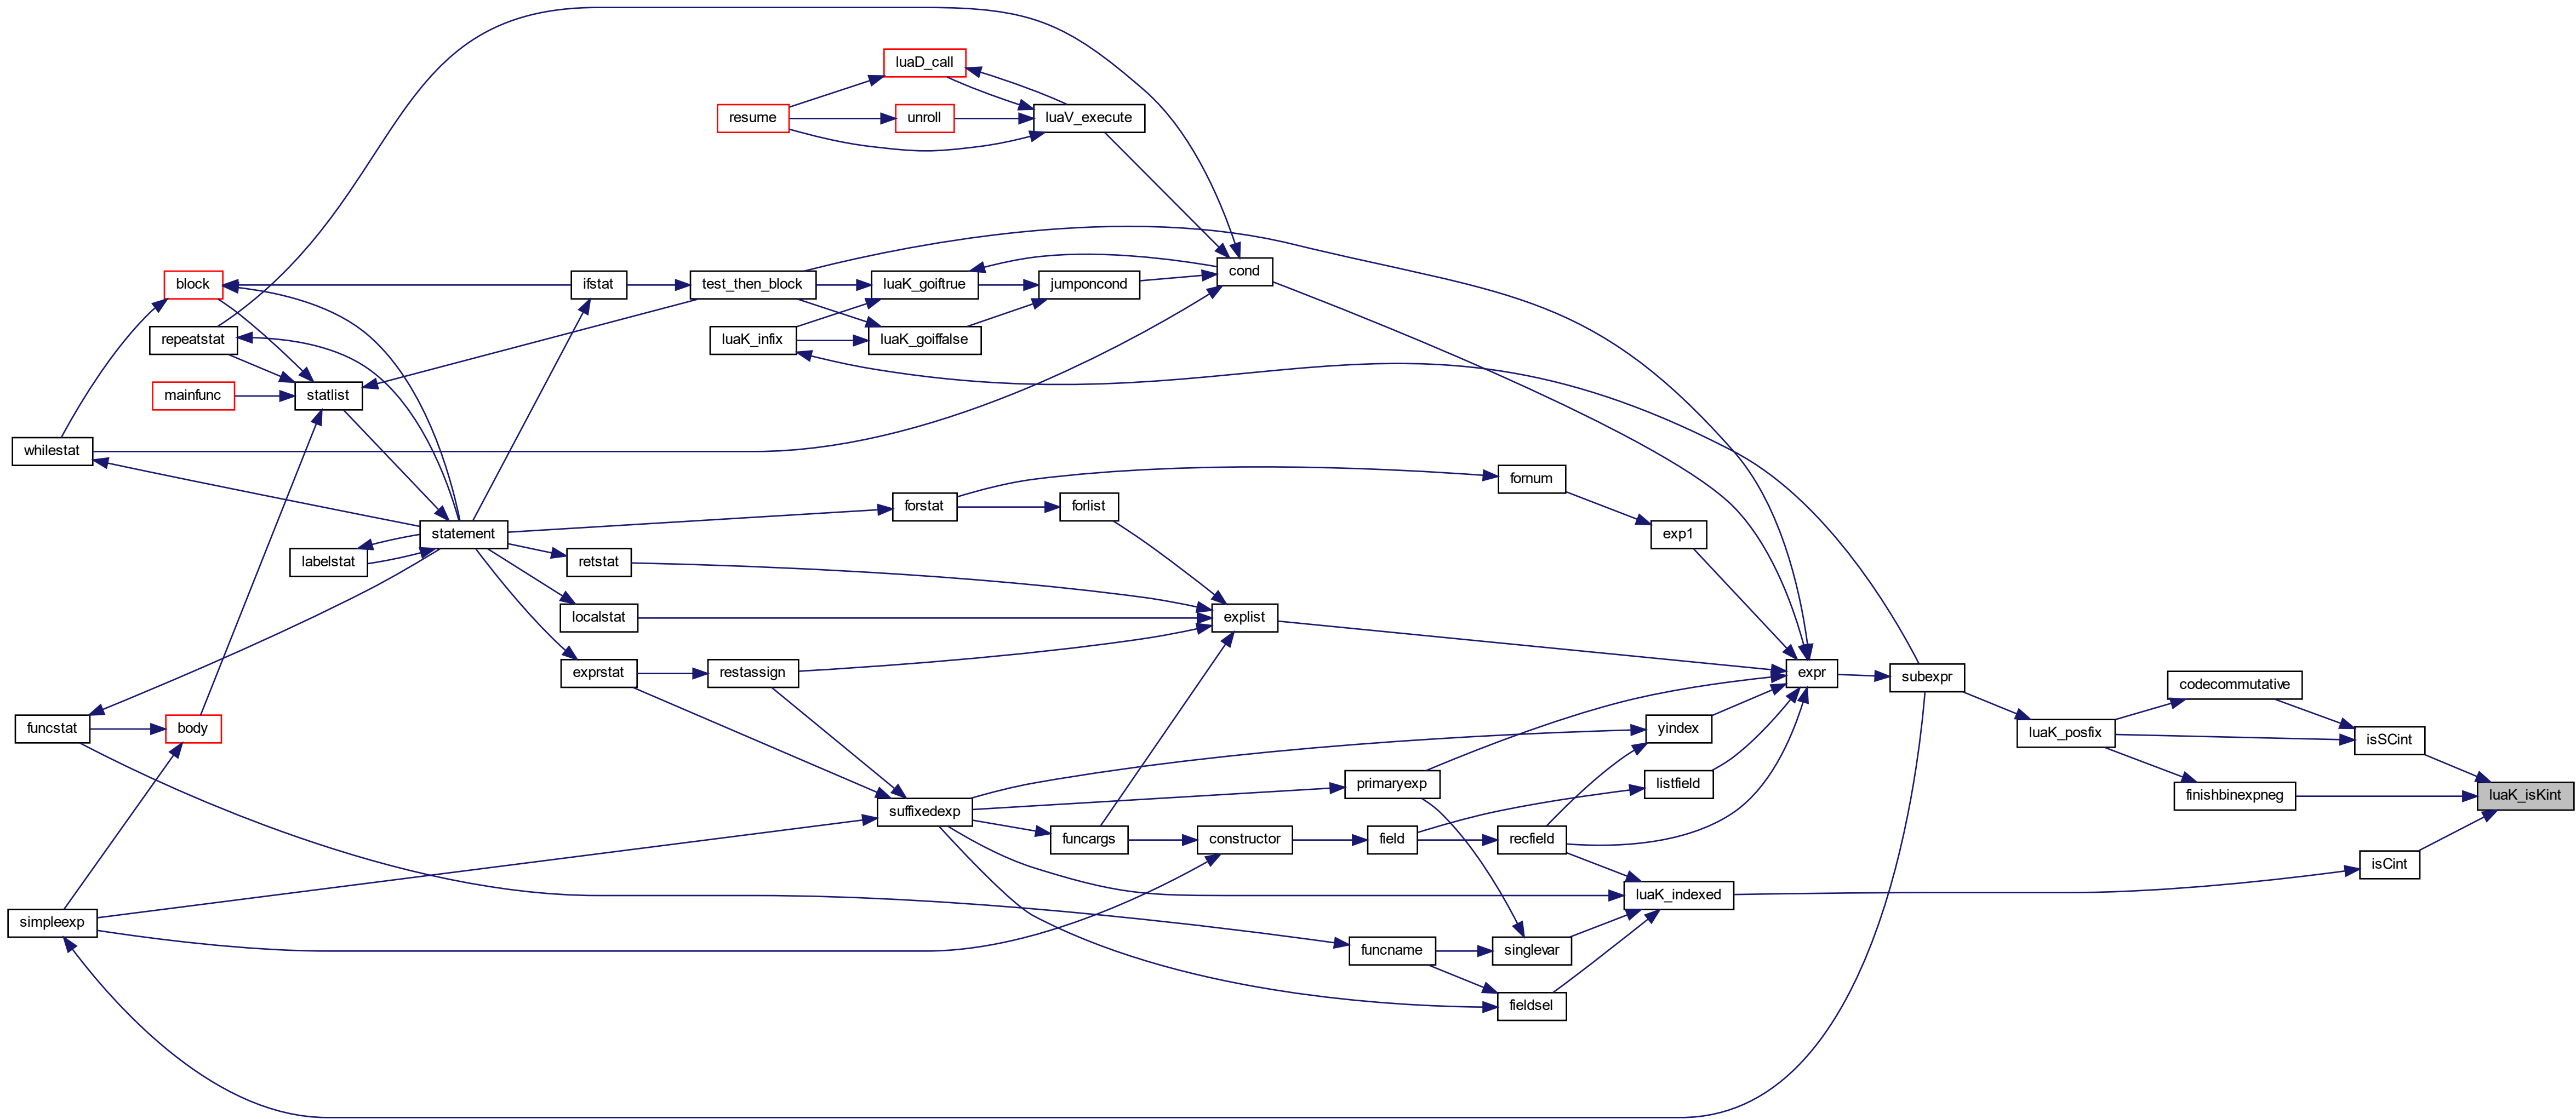 luaD_call
resume
unroll
luaV_execute
cond
block
ifstat
test_then_block
luaK_goiftrue
jumponcond
repeatstat
luaK_infix
luaK_goiffalse
mainfunc
statlist
whilestat
fornum
forstat
forlist
statement
exp1
labelstat
retstat
localstat
explist
exprstat
restassign
expr
subexpr
codecommutative
funcstat
body
yindex
luaK_posfix
isSCint
primaryexp
listfield
finishbinexpneg
luaK_isKint
suffixedexp
funcargs
constructor
field
recfield
isCint
luaK_indexed
simpleexp
funcname
singlevar
fieldsel